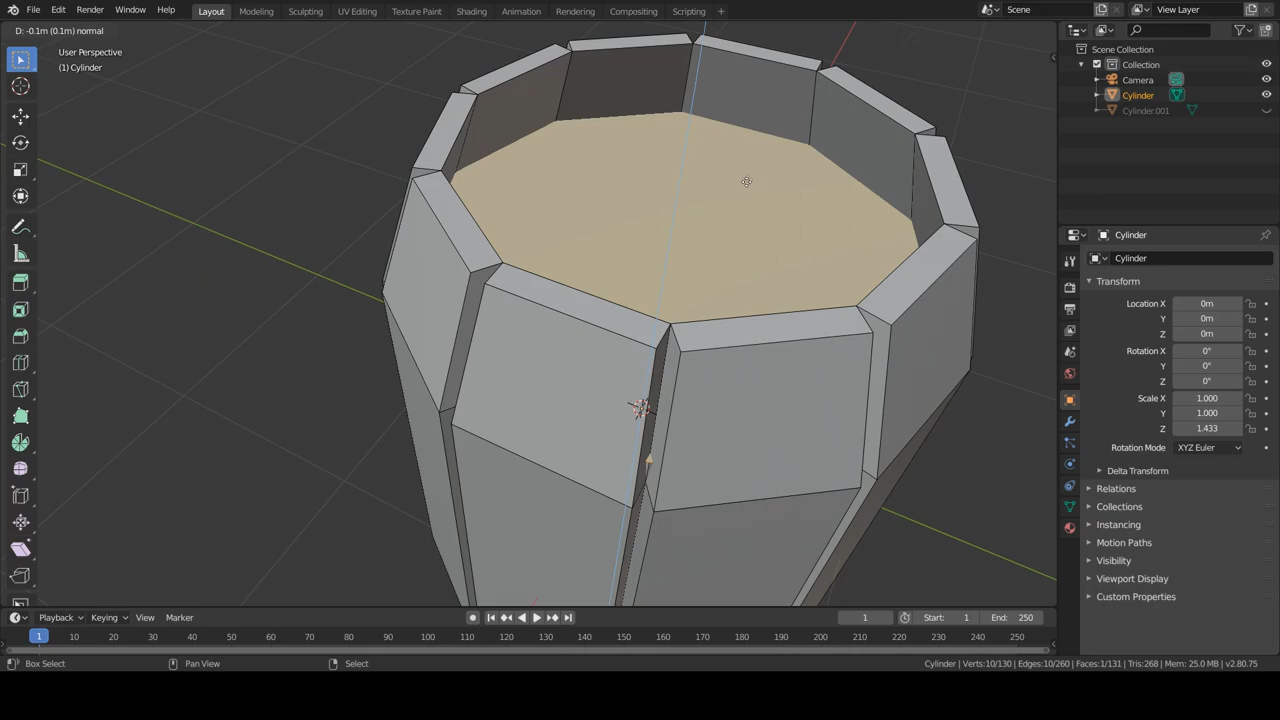 File Edit Render Window Help
Layout Modeling Sculpting UV Editing Texture Paint Shading Animation Rendering Compositing Scripting +
Scene
View Layer
D: -0.1m (0.1m) normal
User Perspective
(1) Cylinder
Scene Collection
Collection
Camera
Cylinder
Cylinder.001
Cylinder
Cylinder
Transform
Location X 0m
Y 0m
Z 0m
Rotation X 0°
Y 0°
Z 0°
Scale X 1.000
Y 1.000
Z 1.433
Rotation Mode XYZ Euler
Delta Transform
Relations
Collections
Instancing
Motion Paths
Visibility
Viewport Display
Custom Properties
Playback Keying View Marker
1 Start: 1 End: 250
1 10 20 30 40 50 60 70 80 90 100 110 120 130 140 150 160 170 180 190 200 210 220 230 240 250
Box Select Pan View Select
Cylinder | Verts:10/130 | Edges:10/260 | Faces:1/131 | Tris:268 | Mem: 25.0 MB | v2.80.75